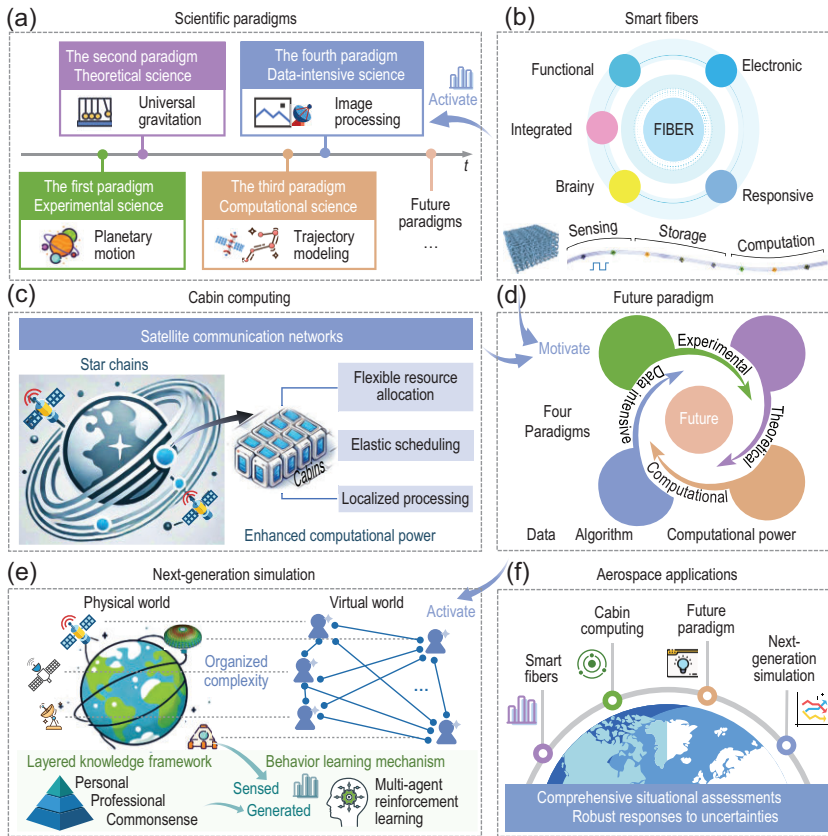 (a)
Scientific paradigms
The second paradigm
Theoretical science
Universal
gravitation
The fourth paradigm
Data-intensive science
Image
processing
Activate
t
The first paradigm
Experimental science
Planetary
motion
The third paradigm
Computational science
Trajectory
modeling
Future
paradigms
...
(b)
Smart fibers
Functional
Electronic
Integrated
FIBER
Brainy
Responsive
Sensing
Storage
Computation
(c)
Cabin computing
Satellite communication networks
Star chains
Flexible resource
allocation
Elastic scheduling
Localized processing
Cabins
Enhanced computational power
(d)
Future paradigm
Motivate
Experimental
Data intensive
Theoretical
Computational
Future
Four
Paradigms
Data
Algorithm
Computational power
(e)
Next-generation simulation
Physical world
Virtual world
Activate
Organized
complexity
...
Layered knowledge framework
Personal
Professional
Commonsense
Behavior learning mechanism
Sensed
Generated
Multi-agent
reinforcement
learning
(f)
Aerospace applications
Smart
fibers
Cabin
computing
Future
paradigm
Next-
generation
simulation
Comprehensive situational assessments
Robust responses to uncertainties